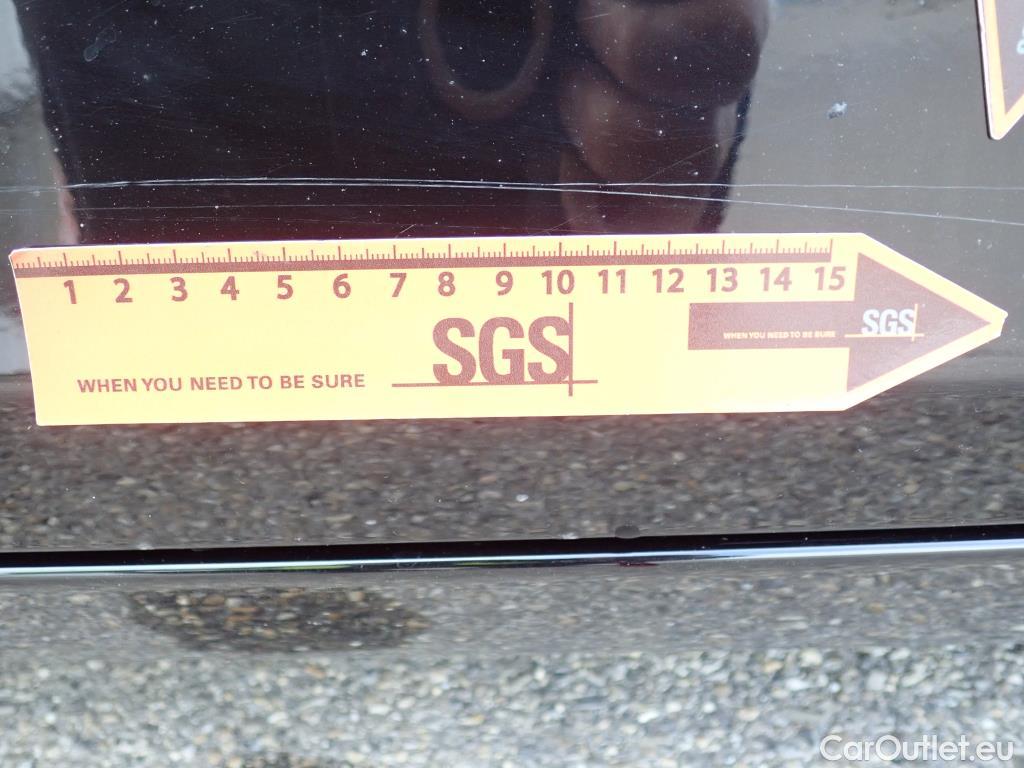 1 2 3 4 5 6 7 8 9 10 11 12 13 14 15
SGS
WHEN YOU NEED TO BE SURE
WHEN YOU NEED TO BE SURE
SGS
CarOutlet.eu